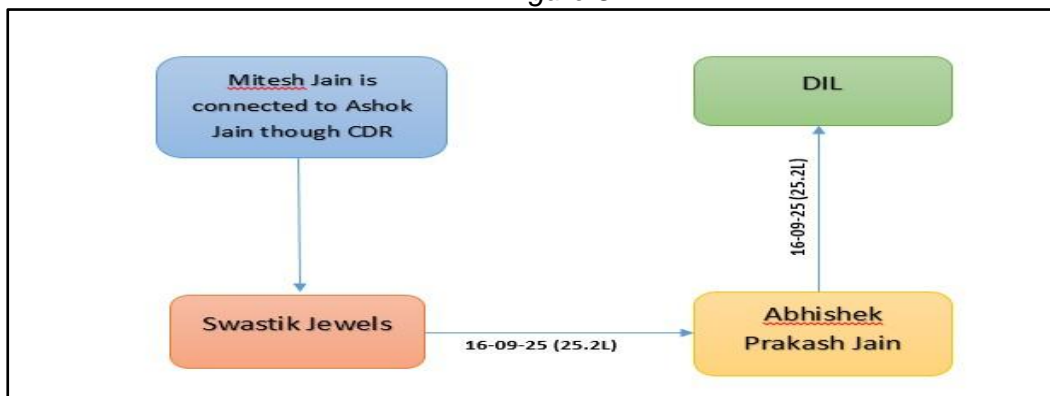 Mitesh Jain is
connected to Ashok
Jain though CDR
DIL
16-09-25 (25.2L)
Swastik Jewels
16-09-25 (25.2L)
Abhishek
Prakash Jain